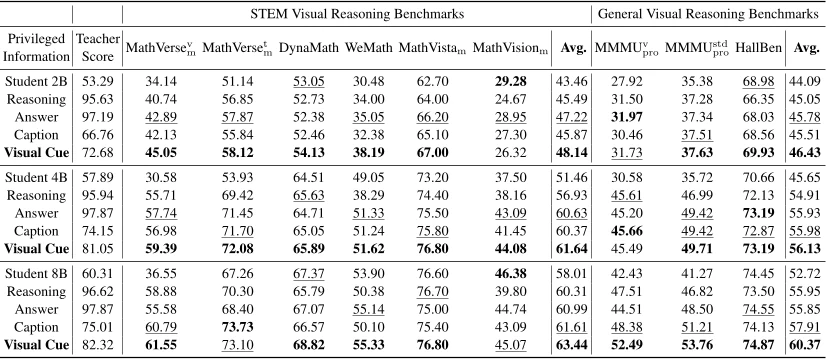 STEM Visual Reasoning Benchmarks General Visual Reasoning Benchmarks
Privileged Information Teacher Score MathVerse^v_m MathVerse^t_m DynaMath WeMath MathVista_m MathVision_m Avg. MMMU^v_pro MMMU^std_pro HallBen Avg.
Student 2B 53.29 34.14 51.14 53.05 30.48 62.70 29.28 43.46 27.92 35.38 68.98 44.09
Reasoning 95.63 40.74 56.85 52.73 34.00 64.00 24.67 45.49 31.50 37.28 66.35 45.05
Answer 97.19 42.89 57.87 52.38 35.05 66.20 28.95 47.22 31.97 37.34 68.03 45.78
Caption 66.76 42.13 55.84 52.46 32.38 65.10 27.30 45.87 30.46 37.51 68.56 45.51
Visual Cue 72.68 45.05 58.12 54.13 38.19 67.00 26.32 48.14 31.73 37.63 69.93 46.43
Student 4B 57.89 30.58 53.93 64.51 49.05 73.20 37.50 51.46 30.58 35.72 70.66 45.65
Reasoning 95.94 55.71 69.42 65.63 38.29 74.40 38.16 56.93 45.61 46.99 72.13 54.91
Answer 97.87 57.74 71.45 64.71 51.33 75.50 43.09 60.63 45.20 49.42 73.19 55.93
Caption 74.15 56.98 71.70 65.05 51.24 75.80 41.45 60.37 45.66 49.42 72.87 55.98
Visual Cue 81.05 59.39 72.08 65.89 51.62 76.80 44.08 61.64 45.49 49.71 73.19 56.13
Student 8B 60.31 36.55 67.26 67.37 53.90 76.60 46.38 58.01 42.43 41.27 74.45 52.72
Reasoning 96.62 58.88 70.30 65.79 50.38 76.70 39.80 60.31 47.51 46.82 73.50 55.95
Answer 97.87 55.58 68.40 67.07 55.14 75.00 44.74 60.99 44.51 48.50 74.55 55.85
Caption 75.01 60.79 73.73 66.57 50.10 75.40 43.09 61.61 48.38 51.21 74.13 57.91
Visual Cue 82.32 61.55 73.10 68.82 55.33 76.80 45.07 63.44 52.49 53.76 74.87 60.37